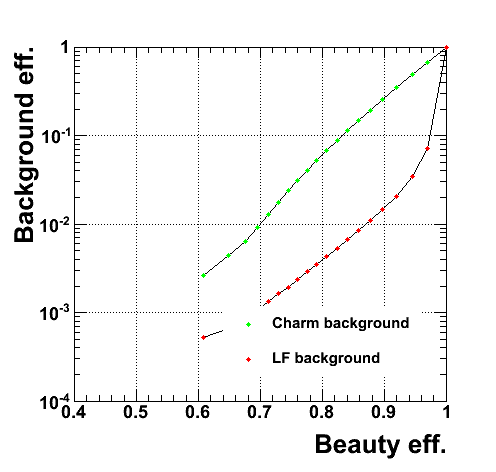 Background eff.
1
10-1
10-2
10-3
10-4
Charm background
LF background
0.4 0.5 0.6 0.7 0.8 0.9 1
Beauty eff.